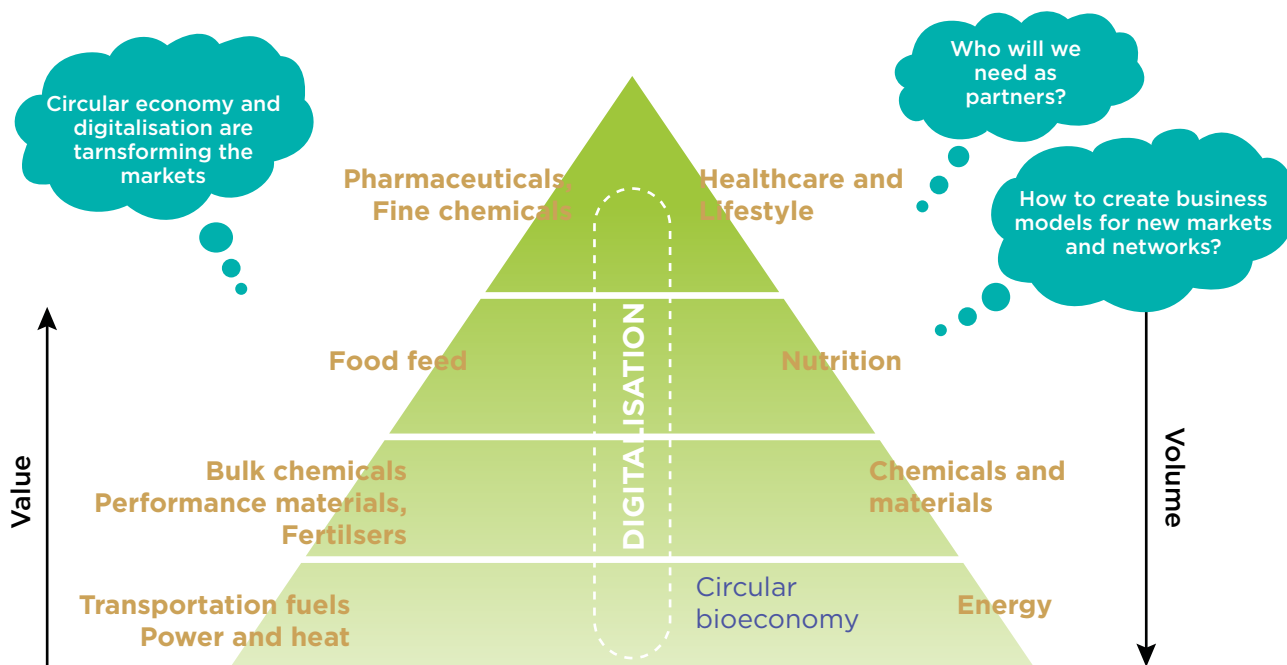 Circular economy and
digitalisation are
tarnsforming the
markets
Who will we
need as
partners?
How to create business
models for new markets
and networks?
Pharmaceuticals,
Fine chemicals
Healthcare and
Lifestyle
Food feed
Nutrition
Bulk chemicals
Performance materials,
Fertilsers
Chemicals and
materials
Transportation fuels
Power and heat
Circular
bioeconomy
Energy
DIGITALISATION
Value
Volume